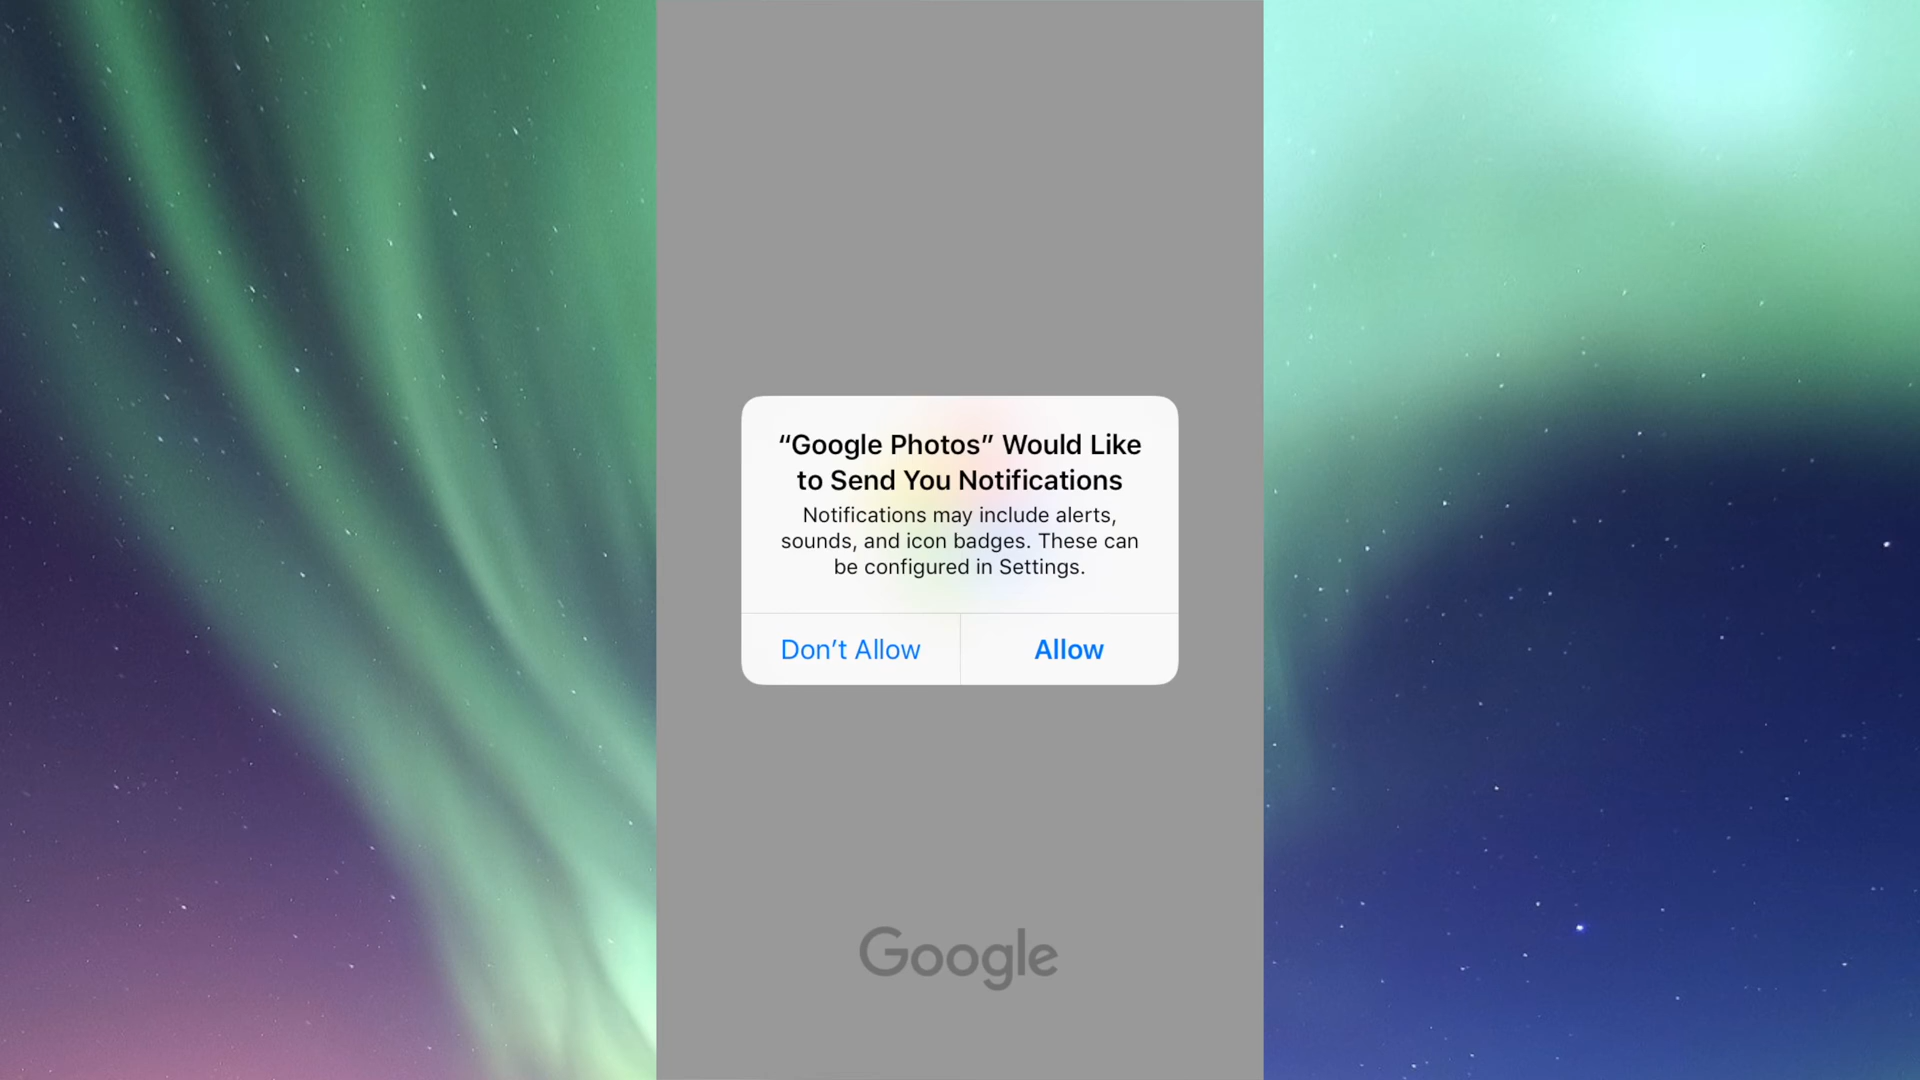 “Google Photos” Would Like
to Send You Notifications
Notifications may include alerts,
sounds, and icon badges. These can
be configured in Settings.
Don’t Allow
Allow
Google